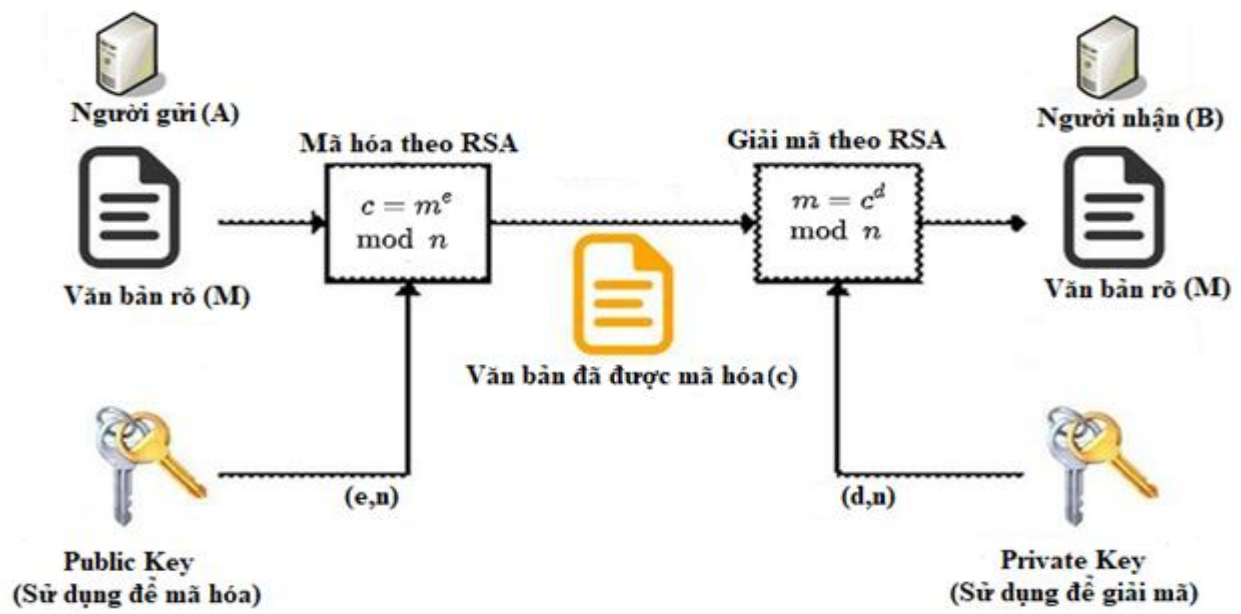 Người gửi (A)
Người nhận (B)
Mã hóa theo RSA
Giải mã theo RSA
c = m^e
mod n
m = c^d
mod n
Văn bản rõ (M)
Văn bản rõ (M)
Văn bản đã được mã hóa (c)
(e,n)
(d,n)
Public Key
(Sử dụng để mã hóa)
Private Key
(Sử dụng để giải mã)